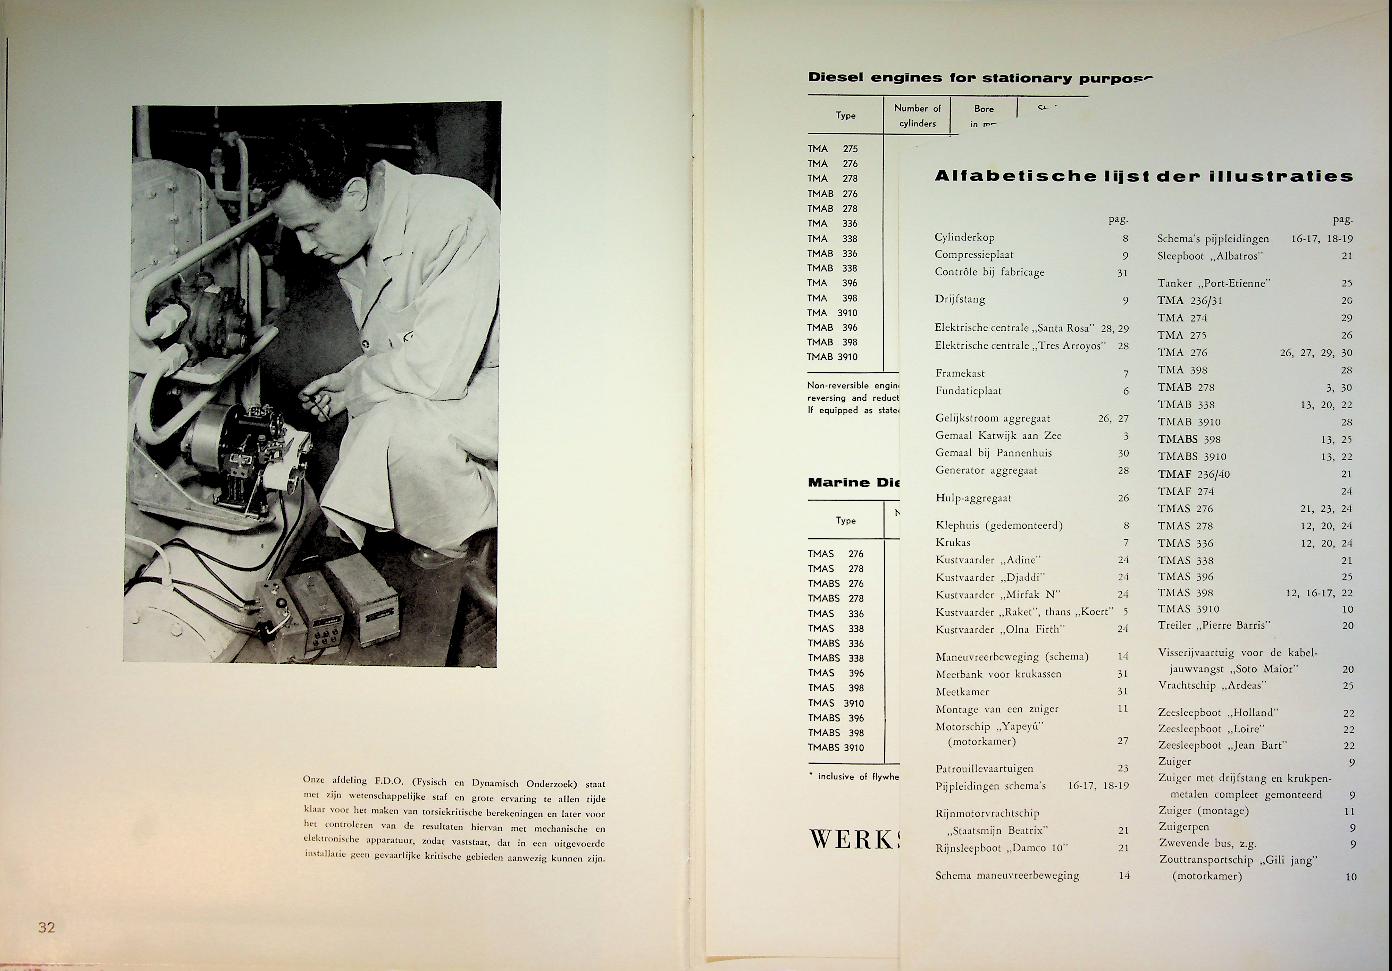 Onze afdeling F.D.O. (Fysisch en Dynamisch Onderzoek) staat
met zijn wetenschappelijke staf en grote ervaring te allen tijde
klaar voor het maken van torsiekritische berekeningen en later voor
het controleren van de resultaten hiervan met mechanische en
elektronische apparatuur, zodat vaststaat, dat in een uitgevoerde
installatie geen gevaarlijke kritische gebieden aanwezig kunnen zijn.
32
Diesel engines for stationary
Type Number of cylinders Bore in
TMA 275
TMA 276
TMA 278
TMAB 276
TMAB 278
TMA 336
TMA 338
TMAB 336
TMAB 338
TMA 396
TMA 398
TMA 3910
TMAB 396
TMAB 398
TMAB 3910
Non-reversible
reversing and
If equipped as
Marine
Type
TMAS 276
TMAS 278
TMABS 276
TMABS 278
TMAS 336
TMAS 338
TMABS 336
TMABS 338
TMAS 396
TMAS 398
TMAS 3910
TMABS 396
TMABS 398
TMABS 3910
* inclusive of
Alfabetische lijst der illustraties
pag.
Cylinderkop 8
Compressieplaat 9
Contrôle bij fabricage 31
Drijfstang 9
Elektrische centrale „Santa Rosa” 28, 29
Elektrische centrale „Tres Arroyos” 28
Framekast 7
Fundatieplaat 6
Gelijkstroom aggregaat 26, 27
Gemaal Katwijk aan Zee 3
Gemaal bij Pannenhuis 30
Generator aggregaat 28
Hulp-aggregaat 26
Klephuis (gedemonteerd) 8
Krukas 7
Kustvaarder „Adine” 24
Kustvaarder „Djaddi” 24
Kustvaarder „Mirfak N” 24
Kustvaarder „Raket”, thans „Koert” 5
Kustvaarder „Olna Firth” 24
Maneuvreerbeweging (schema) 14
Meetbank voor krukassen 31
Meetkamer 31
Montage van een zuiger 11
Motorschip „Yapeyú”
(motorkamer) 27
Patrouillevaartuigen 23
Pijpleidingen schema's 16-17, 18-19
Rijnmotorvrachtschip
„Staatsmijn Beatrix” 21
Rijnsleepboot „Damco 10” 21
Schema maneuvreerbeweging 14
pag.
Schema's pijpleidingen 16-17, 18-19
Sleepboot „Albatros” 21
Tanker „Port-Etienne” 25
TMA 236/31 20
TMA 274 29
TMA 275 26
TMA 276 26, 27, 29, 30
TMA 398 28
TMAB 278 3, 30
TMAB 338 13, 20, 22
TMAB 3910 28
TMABS 398 13, 25
TMABS 3910 13, 22
TMAF 236/40 21
TMAF 274 24
TMAS 276 21, 23, 24
TMAS 278 12, 20, 24
TMAS 336 12, 20, 24
TMAS 338 21
TMAS 396 25
TMAS 398 12, 16-17, 22
TMAS 3910 10
Treiler „Pierre Barris” 20
Visserijvaartuig voor de kabel-
jauwvangst „Soto Maior” 20
Vrachtschip „Ardeas” 25
Zeesleepboot „Holland” 22
Zeesleepboot „Loire” 22
Zeesleepboot „Jean Bart” 22
Zuiger 9
Zuiger met drijfstang en krukpen-
metalen compleet gemonteerd 9
Zuiger (montage) 11
Zuigerpen 9
Zwevende bus, z.g. 9
Zouttransportschip „Gili jang”
(motorkamer) 10